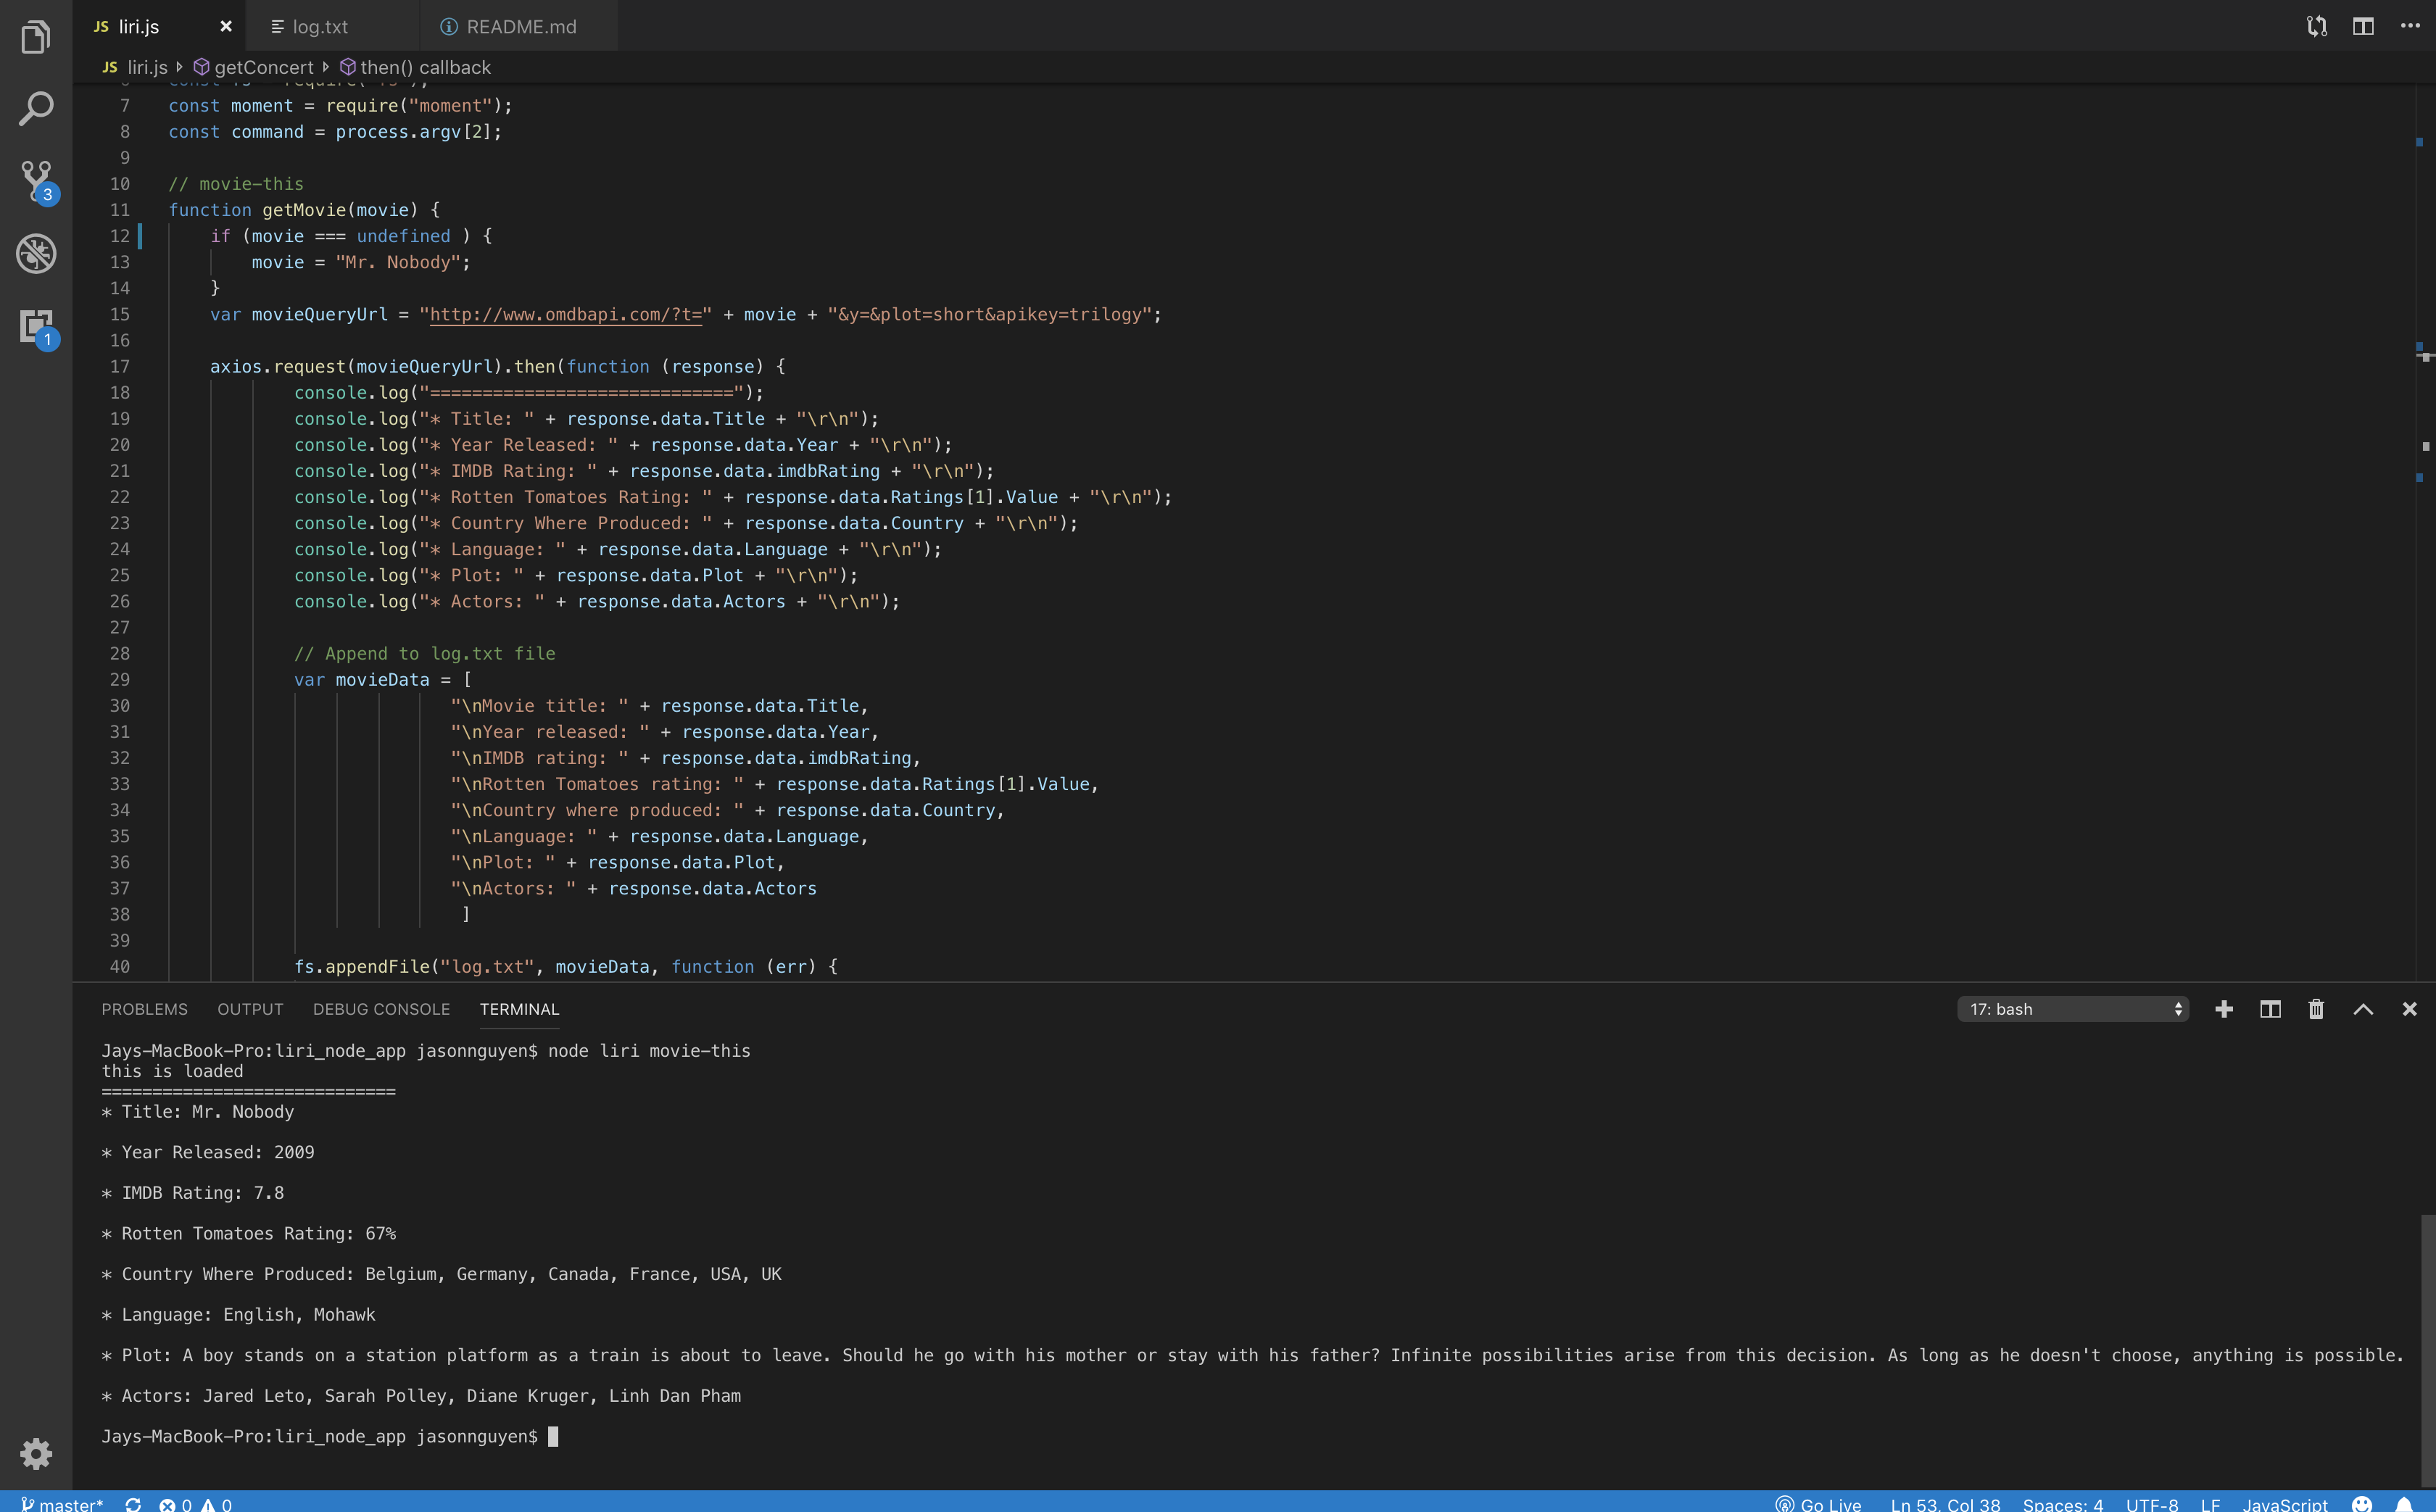 JS liri.js × log.txt README.md
JS liri.js getConcert then() callback
7 const moment = require("moment");
8 const command = process.argv[2];
9
10 // movie-this
11 function getMovie(movie) {
12 if (movie === undefined ) {
13 movie = "Mr. Nobody";
14 }
15 var movieQueryUrl = "http://www.omdbapi.com/?t=" + movie + "&y=&plot=short&apikey=trilogy";
16
17 axios.request(movieQueryUrl).then(function (response) {
18 console.log("=============================");
19 console.log("* Title: " + response.data.Title + "\r\n");
20 console.log("* Year Released: " + response.data.Year + "\r\n");
21 console.log("* IMDB Rating: " + response.data.imdbRating + "\r\n");
22 console.log("* Rotten Tomatoes Rating: " + response.data.Ratings[1].Value + "\r\n");
23 console.log("* Country Where Produced: " + response.data.Country + "\r\n");
24 console.log("* Language: " + response.data.Language + "\r\n");
25 console.log("* Plot: " + response.data.Plot + "\r\n");
26 console.log("* Actors: " + response.data.Actors + "\r\n");
27
28 // Append to log.txt file
29 var movieData = [
30 "\nMovie title: " + response.data.Title,
31 "\nYear released: " + response.data.Year,
32 "\nIMDB rating: " + response.data.imdbRating,
33 "\nRotten Tomatoes rating: " + response.data.Ratings[1].Value,
34 "\nCountry where produced: " + response.data.Country,
35 "\nLanguage: " + response.data.Language,
36 "\nPlot: " + response.data.Plot,
37 "\nActors: " + response.data.Actors
38 ]
39
40 fs.appendFile("log.txt", movieData, function (err) {
3
1
PROBLEMS OUTPUT DEBUG CONSOLE TERMINAL 17: bash
Jays-MacBook-Pro:liri_node_app jasonnguyen$ node liri movie-this
this is loaded
=============================
* Title: Mr. Nobody
* Year Released: 2009
* IMDB Rating: 7.8
* Rotten Tomatoes Rating: 67%
* Country Where Produced: Belgium, Germany, Canada, France, USA, UK
* Language: English, Mohawk
* Plot: A boy stands on a station platform as a train is about to leave. Should he go with his mother or stay with his father? Infinite possibilities arise from this decision. As long as he doesn't choose, anything is possible.
* Actors: Jared Leto, Sarah Polley, Diane Kruger, Linh Dan Pham
Jays-MacBook-Pro:liri_node_app jasonnguyen$
master* 0 0 Go Live Ln 53, Col 38 Spaces: 4 UTF-8 LF JavaScript